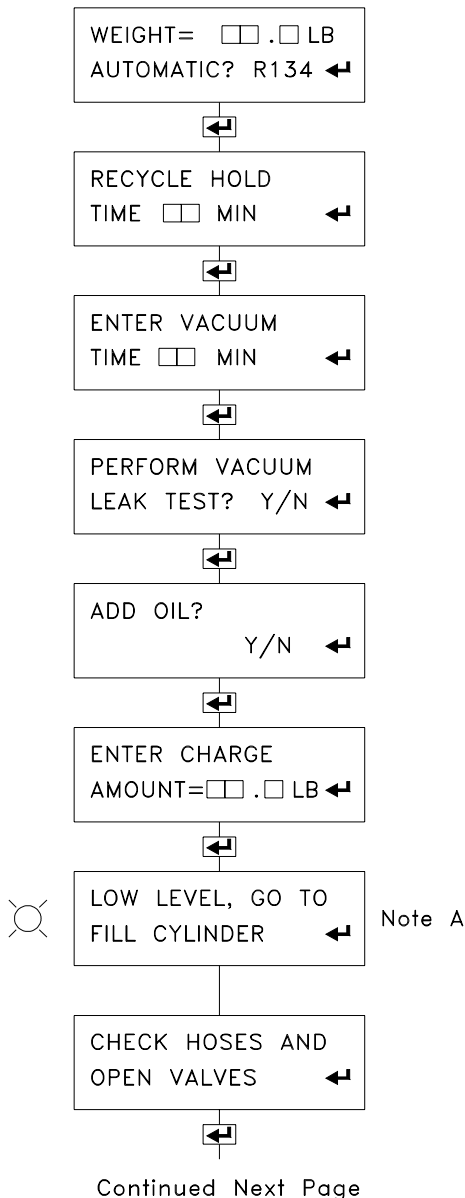 WEIGHT= □□.□ LB
AUTOMATIC? R134 ↵
↵
RECYCLE HOLD
TIME □□ MIN ↵
↵
ENTER VACUUM
TIME □□ MIN ↵
↵
PERFORM VACUUM
LEAK TEST? Y/N ↵
↵
ADD OIL?
Y/N ↵
↵
ENTER CHARGE
AMOUNT=□□.□ LB ↵
↵
LOW LEVEL, GO TO
FILL CYLINDER ↵
Note A
CHECK HOSES AND
OPEN VALVES ↵
↵
Continued Next Page